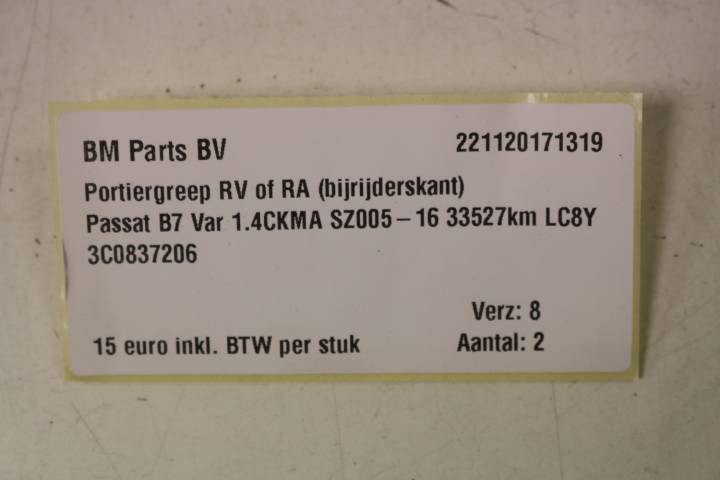 BM Parts BV 221120171319
Portiergreep RV of RA (bijrijderskant)
Passat B7 Var 1.4CKMA SZ005-16 33527km LC8Y
3C0837206
Verz: 8
15 euro inkl. BTW per stuk Aantal: 2